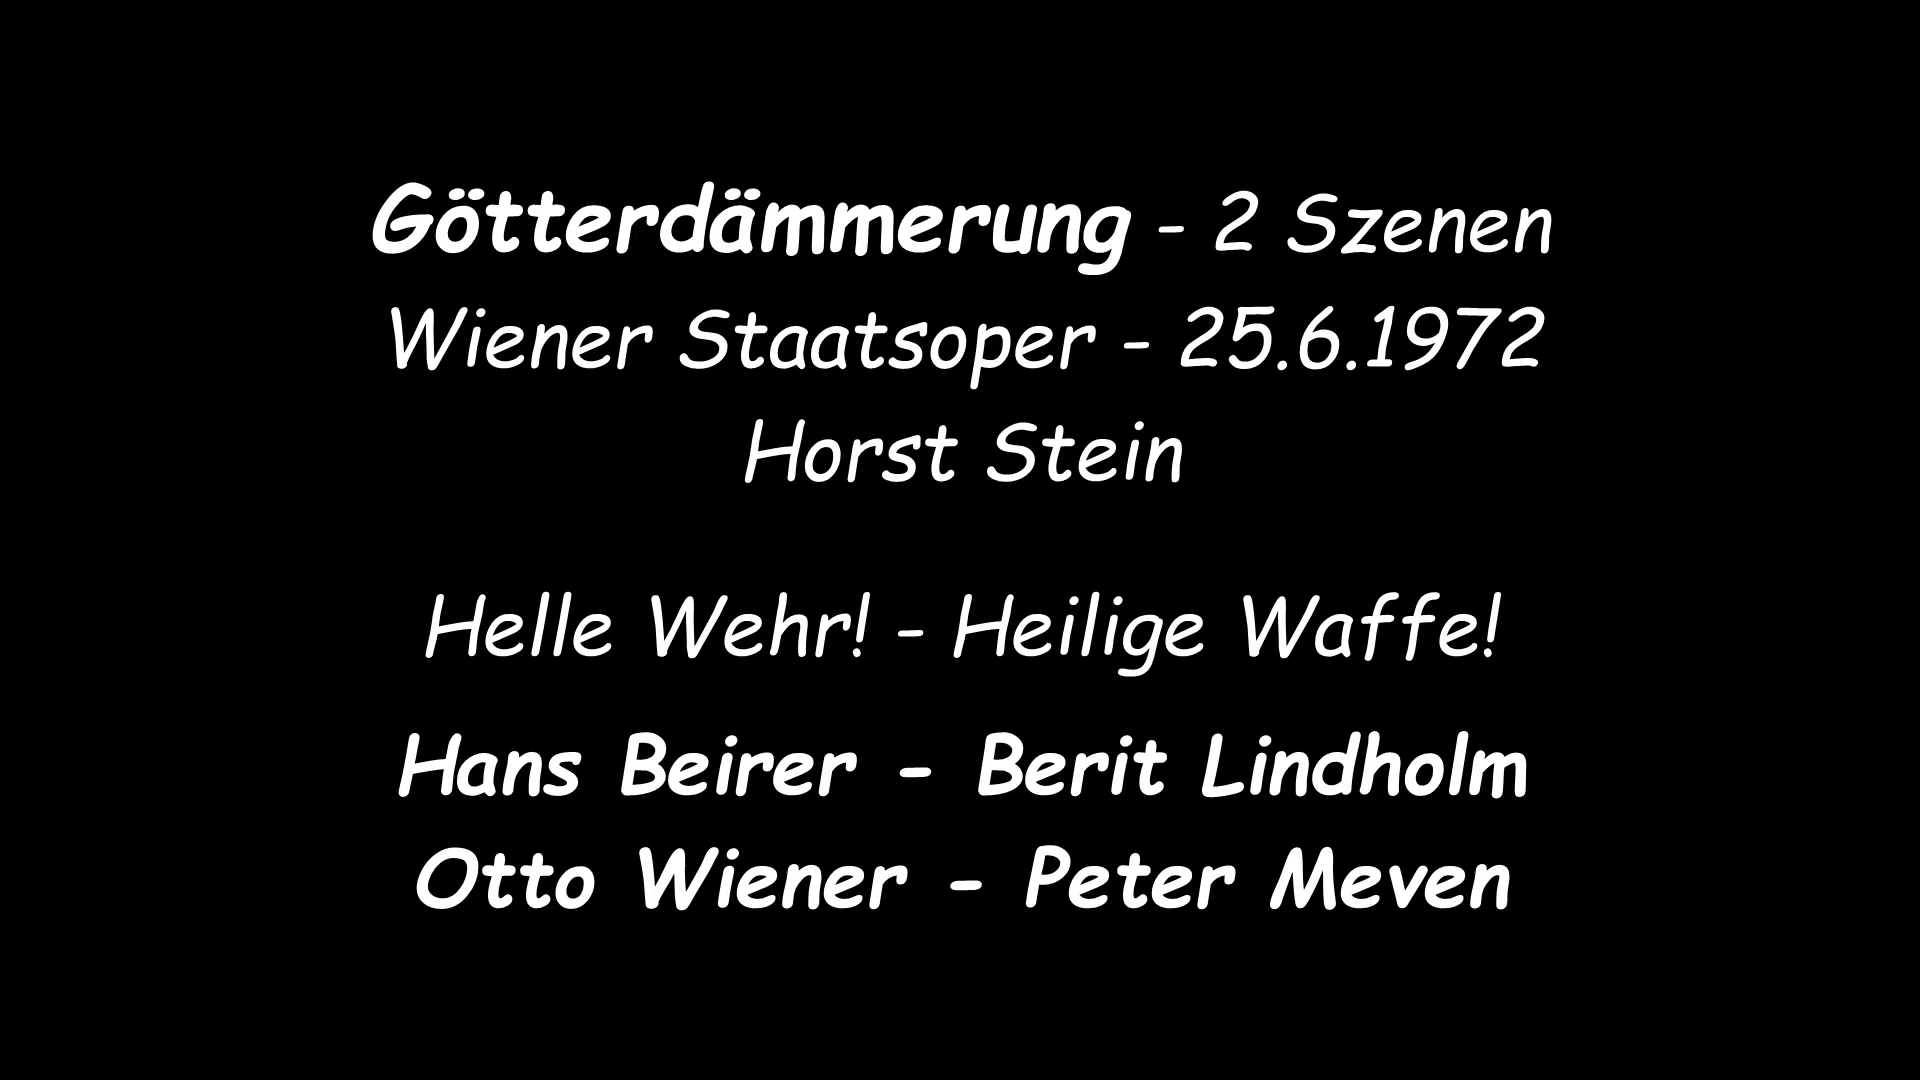 Götterdämmerung - 2 Szenen
Wiener Staatsoper - 25.6.1972
Horst Stein
Helle Wehr! - Heilige Waffe!
Hans Beirer - Berit Lindholm
Otto Wiener - Peter Meven